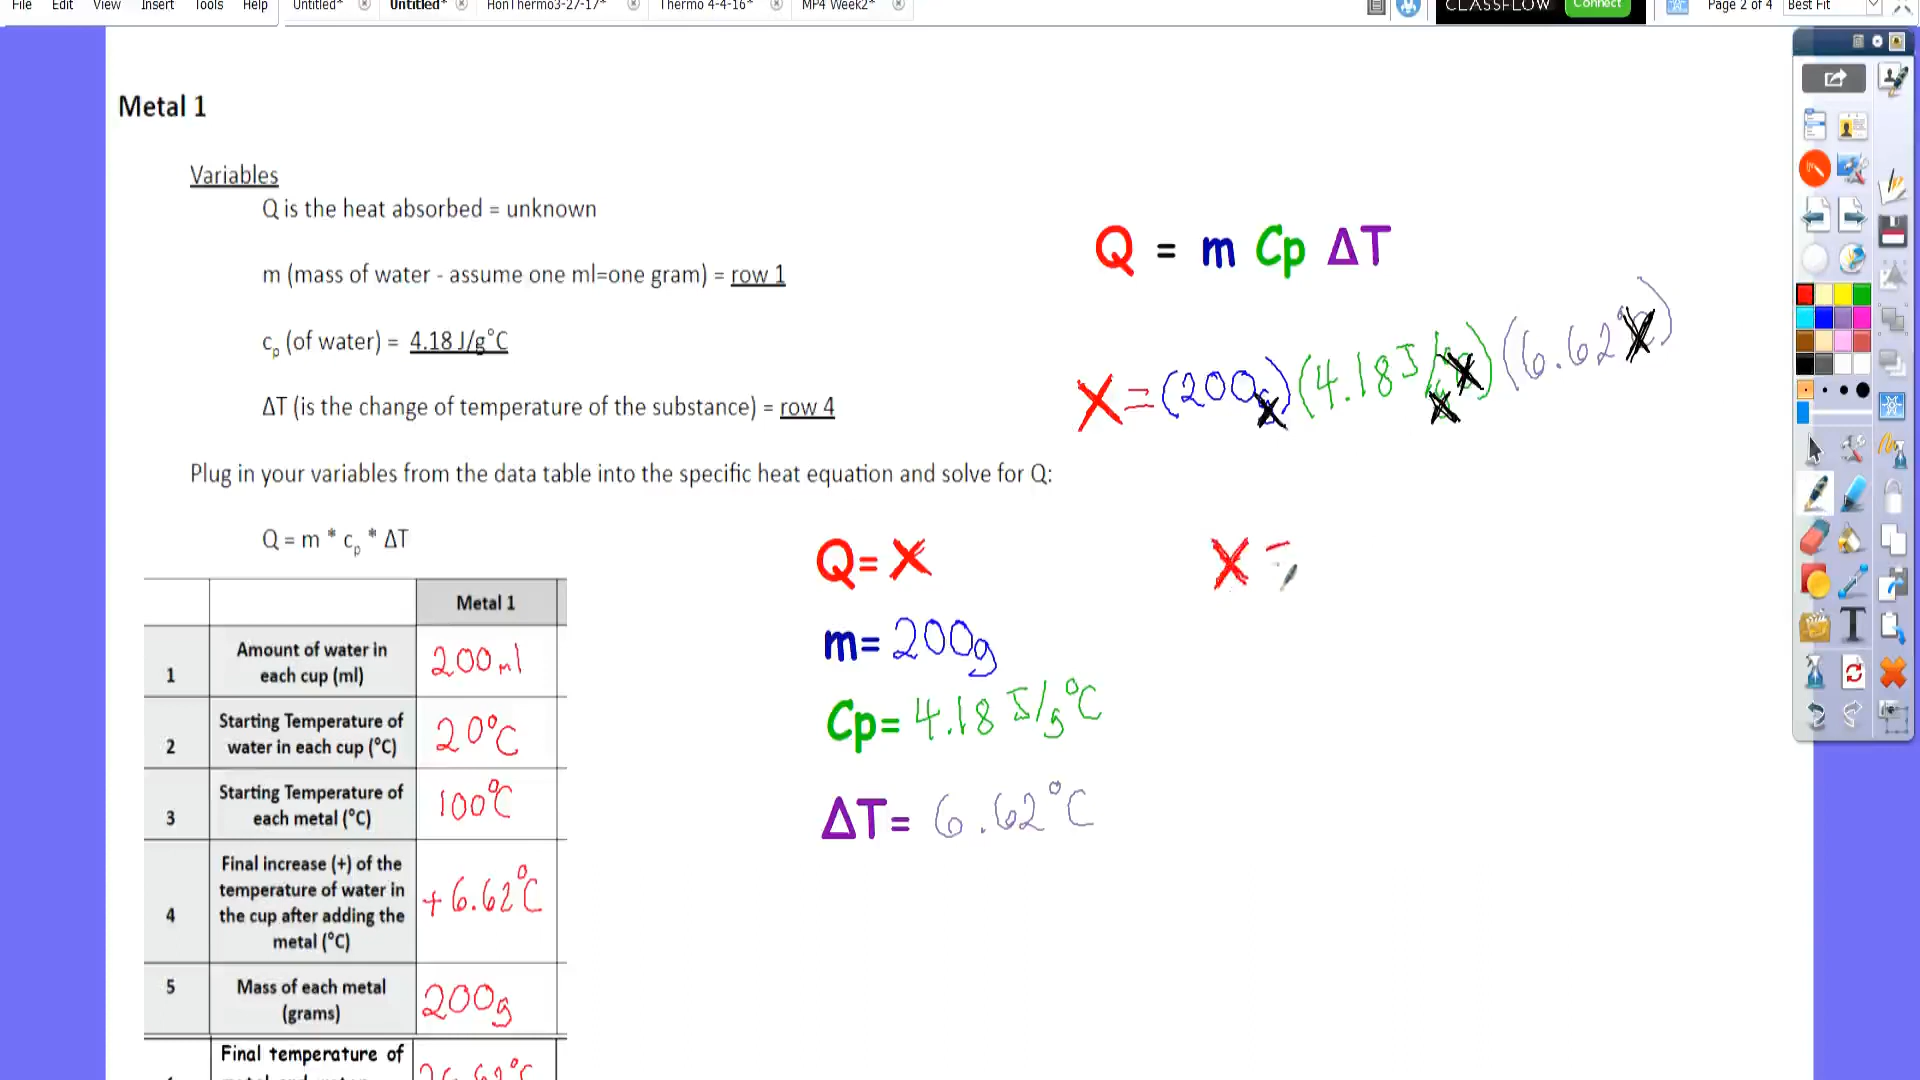 File Edit View Insert Tools Help Untitled* Untitled* HonThermo3-27-17* Thermo 4-4-16* MP4 Week2* CLASSFLOW Connect Page 2 of 4 Best Fit
Metal 1
Variables
Q is the heat absorbed = unknown
m (mass of water - assume one ml=one gram) = row 1
cp (of water) = 4.18 J/g°C
ΔT (is the change of temperature of the substance) = row 4
Plug in your variables from the data table into the specific heat equation and solve for Q:
Q = m * cp * ΔT
Q = m Cp ΔT
X = (200g)(4.18 J/g°C)(6.62°C)
Q= X
m= 200g
Cp= 4.18 J/g°C
ΔT= 6.62°C
X =
Metal 1
1 Amount of water in each cup (ml) 200ml
2 Starting Temperature of water in each cup (°C) 20°C
3 Starting Temperature of each metal (°C) 100°C
4 Final increase (+) of the temperature of water in the cup after adding the metal (°C) +6.62°C
5 Mass of each metal (grams) 200g
Final temperature of 26.62°C